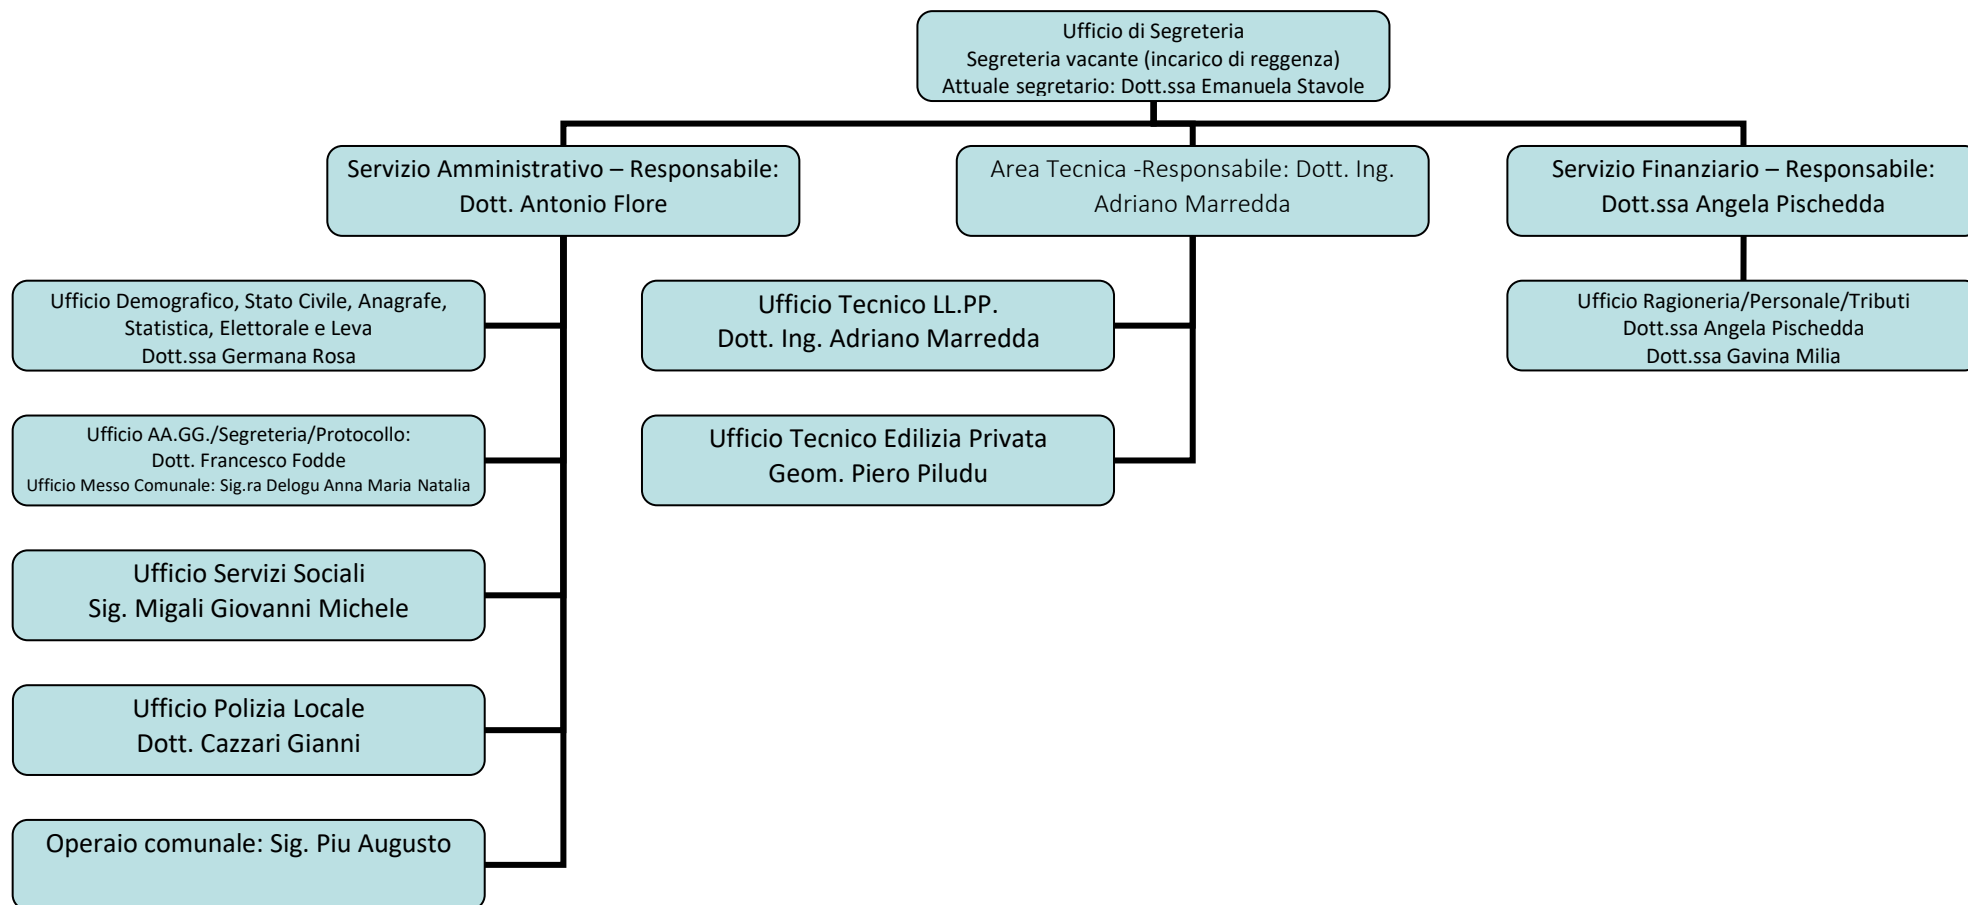 Ufficio di Segreteria
Segreteria vacante (incarico di reggenza)
Attuale segretario: Dott.ssa Emanuela Stavole
Servizio Amministrativo – Responsabile:
Dott. Antonio Flore
Area Tecnica -Responsabile: Dott. Ing.
Adriano Marredda
Servizio Finanziario – Responsabile:
Dott.ssa Angela Pischedda
Ufficio Demografico, Stato Civile, Anagrafe,
Statistica, Elettorale e Leva
Dott.ssa Germana Rosa
Ufficio Tecnico LL.PP.
Dott. Ing. Adriano Marredda
Ufficio Ragioneria/Personale/Tributi
Dott.ssa Angela Pischedda
Dott.ssa Gavina Milia
Ufficio AA.GG./Segreteria/Protocollo:
Dott. Francesco Fodde
Ufficio Messo Comunale: Sig.ra Delogu Anna Maria Natalia
Ufficio Tecnico Edilizia Privata
Geom. Piero Piludu
Ufficio Servizi Sociali
Sig. Migali Giovanni Michele
Ufficio Polizia Locale
Dott. Cazzari Gianni
Operaio comunale: Sig. Piu Augusto